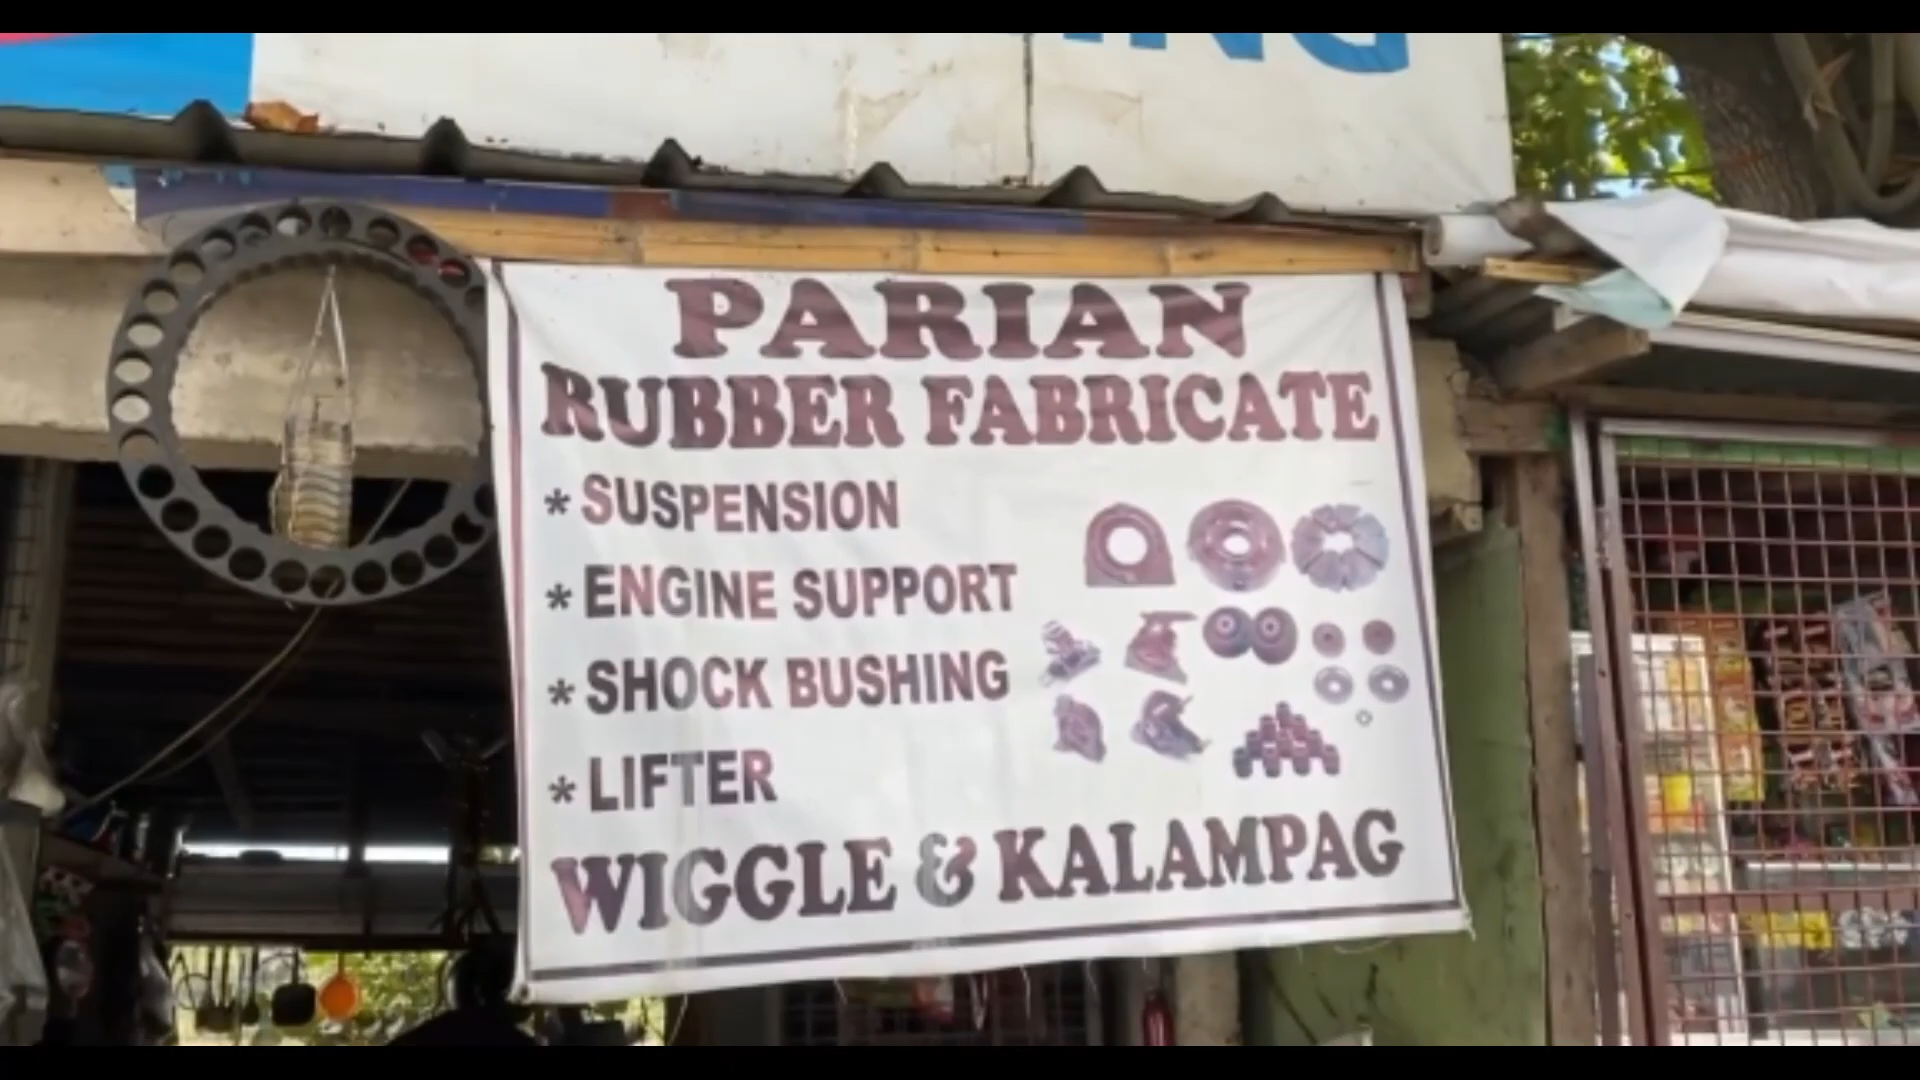 PARIAN
RUBBER FABRICATE
* SUSPENSION
* ENGINE SUPPORT
* SHOCK BUSHING
* LIFTER
WIGGLE & KALAMPAG